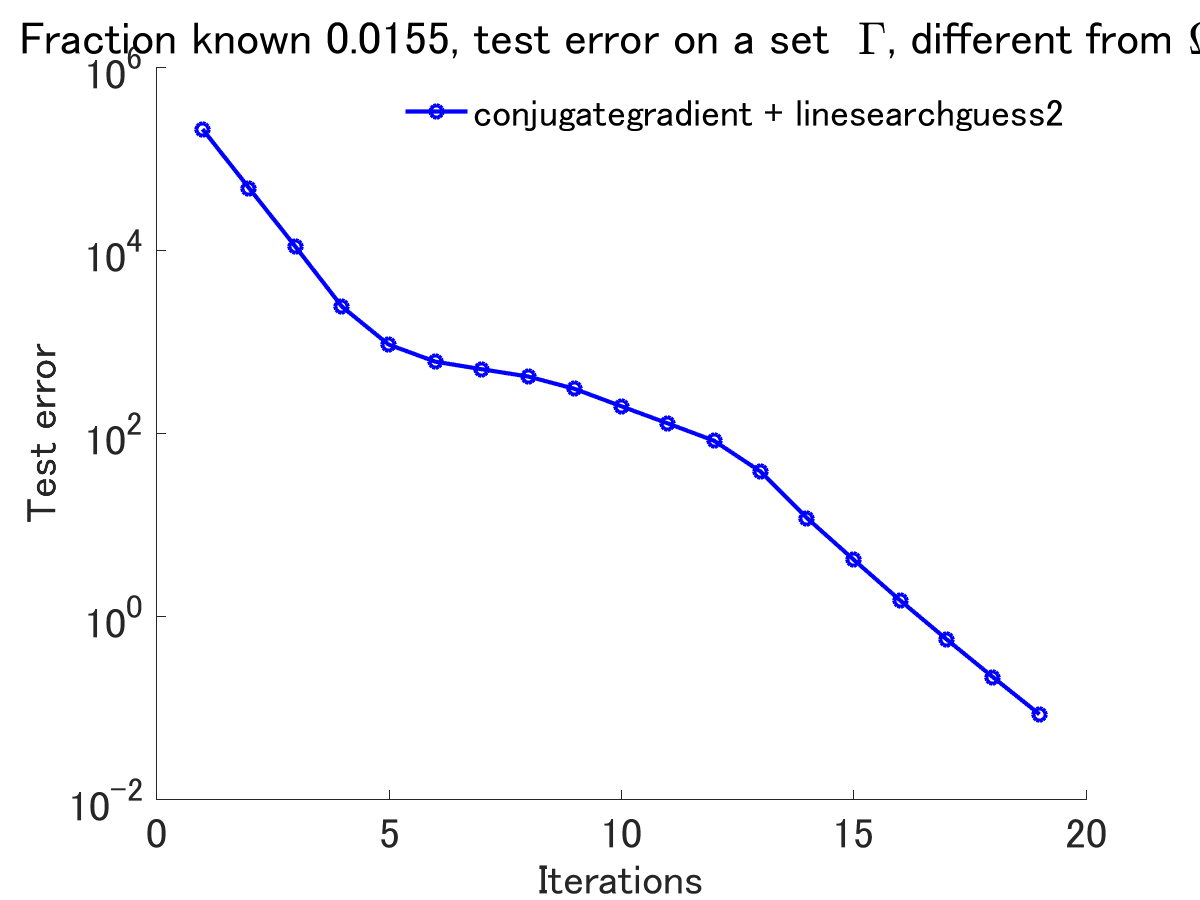 Fraction known 0.0155, test error on a set Γ, different from Ω
conjugategradient + linesearchguess2
10^6
10^4
10^2
10^0
10^-2
Test error
0 5 10 15 20
Iterations